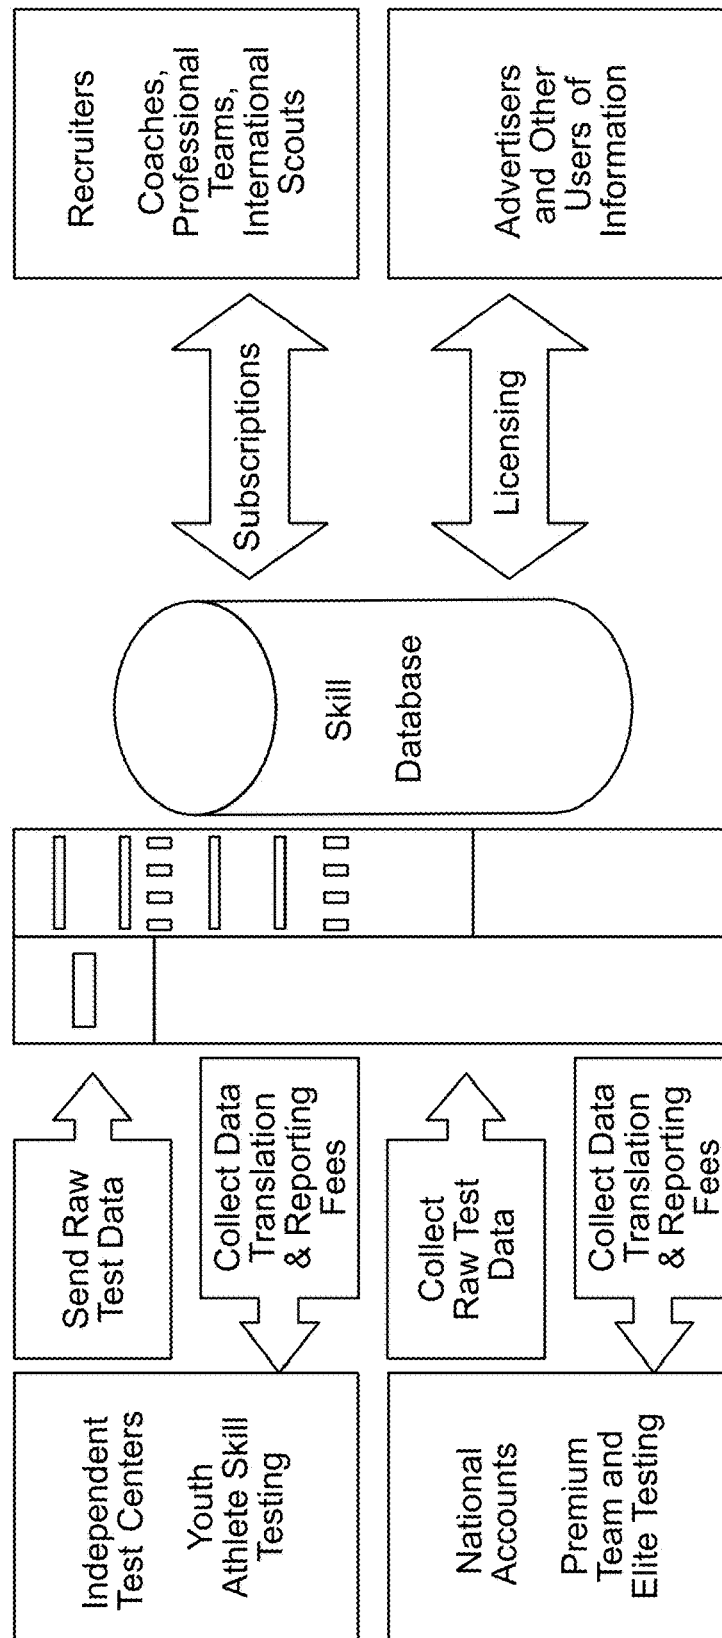 Independent
Test Centers
Youth
Athlete Skill
Testing
Send Raw
Test Data
Collect Data
Translation
& Reporting
Fees
National
Accounts
Premium
Team and
Elite Testing
Collect
Raw Test
Data
Collect Data
Translation
& Reporting
Fees
Skill
Database
Subscriptions
Licensing
Recruiters
Coaches,
Professional
Teams,
International
Scouts
Advertisers
and Other
Users of
Information